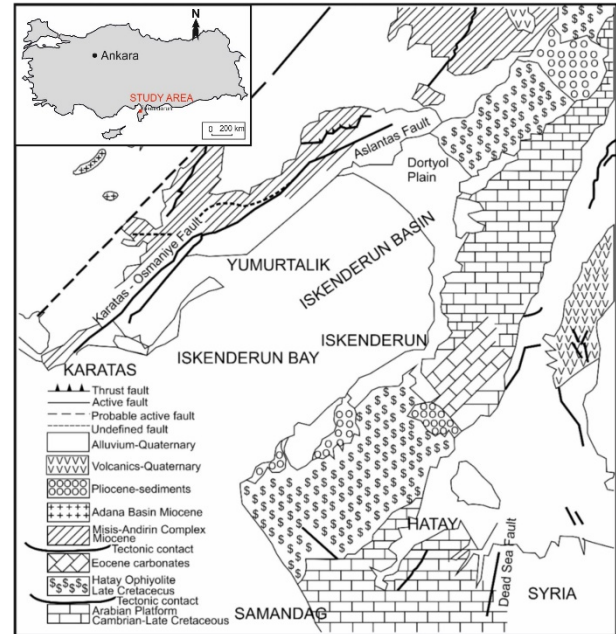 N
Ankara
STUDY AREA
0 200 km
Aslantas Fault
Dortyol
Plain
Karatas - Osmaniye Fault
YUMURTALIK
ISKENDERUN BASIN
ISKENDERUN
ISKENDERUN BAY
KARATAS
Thrust fault
Active fault
Probable active fault
Undefined fault
Alluvium-Quaternary
Volcanics-Quaternary
Pliocene-sediments
Adana Basin Miocene
Misis-Andirin Complex
Miocene
Tectonic contact
Eocene carbonates
Hatay Ophiyolite
Late Cretacecus
Tectonic contact
Arabian Platform
Cambrian-Late Cretaceous
HATAY
Dead Sea Fault
SYRIA
SAMANDAG